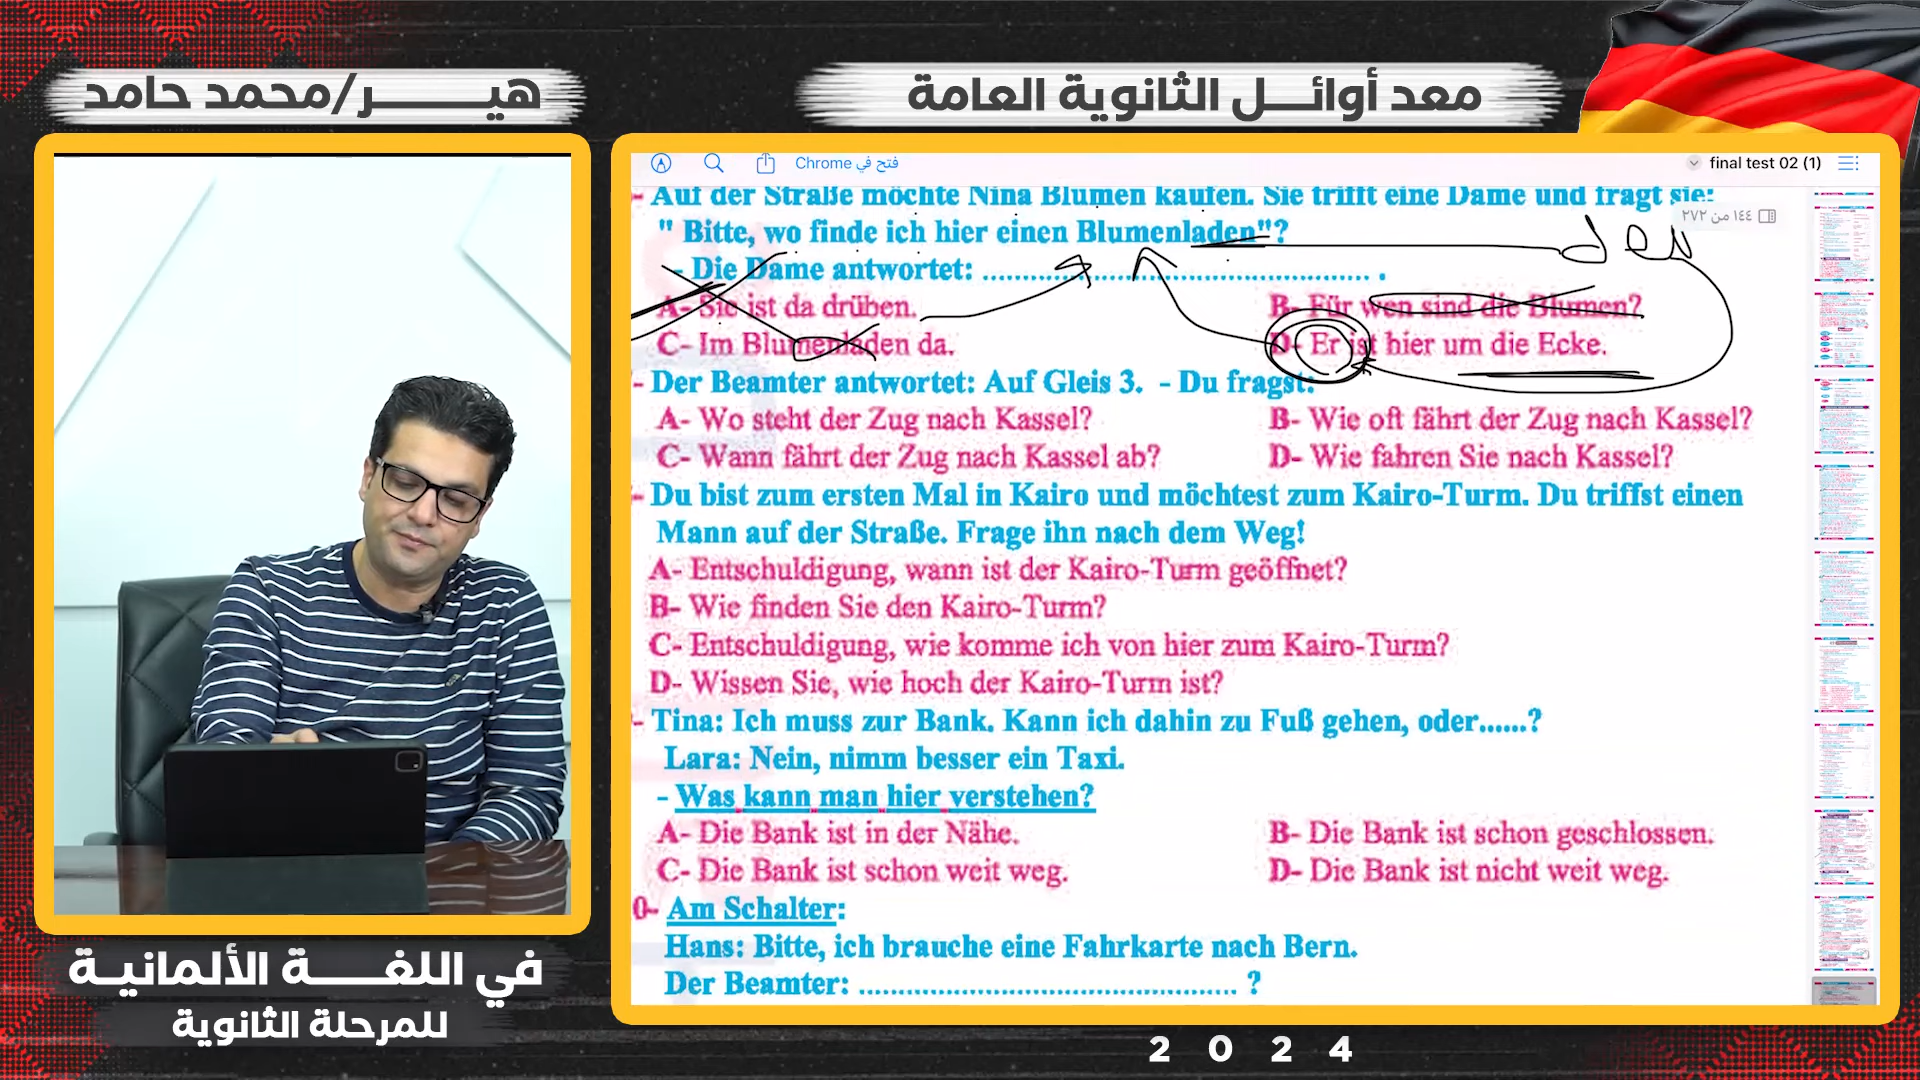 هيــــر/محمد حامد
معد أوائــل الثانوية العامة
فتح في Chrome
final test 02 (1)
١٤٤ من ٢٧٢
- Auf der Straße möchte Nina Blumen kaufen. Sie trifft eine Dame und fragt sie:
" Bitte, wo finde ich hier einen Blumenladen"?
den
- Die Dame antwortet: ........................................................ .
A- Sie ist da drüben.
B- Für wen sind die Blumen?
C- Im Blumenladen da.
D- Er ist hier um die Ecke.
- Der Beamter antwortet: Auf Gleis 3. - Du fragst:
A- Wo steht der Zug nach Kassel?
B- Wie oft fährt der Zug nach Kassel?
C- Wann fährt der Zug nach Kassel ab?
D- Wie fahren Sie nach Kassel?
- Du bist zum ersten Mal in Kairo und möchtest zum Kairo-Turm. Du triffst einen
Mann auf der Straße. Frage ihn nach dem Weg!
A- Entschuldigung, wann ist der Kairo-Turm geöffnet?
B- Wie finden Sie den Kairo-Turm?
C- Entschuldigung, wie komme ich von hier zum Kairo-Turm?
D- Wissen Sie, wie hoch der Kairo-Turm ist?
- Tina: Ich muss zur Bank. Kann ich dahin zu Fuß gehen, oder......?
Lara: Nein, nimm besser ein Taxi.
- Was kann man hier verstehen?
A- Die Bank ist in der Nähe.
B- Die Bank ist schon geschlossen.
C- Die Bank ist schon weit weg.
D- Die Bank ist nicht weit weg.
0- Am Schalter:
Hans: Bitte, ich brauche eine Fahrkarte nach Bern.
Der Beamter: ................................................ ?
في اللغــــة الألمانيـة
للمرحلة الثانوية
2 0 2 4